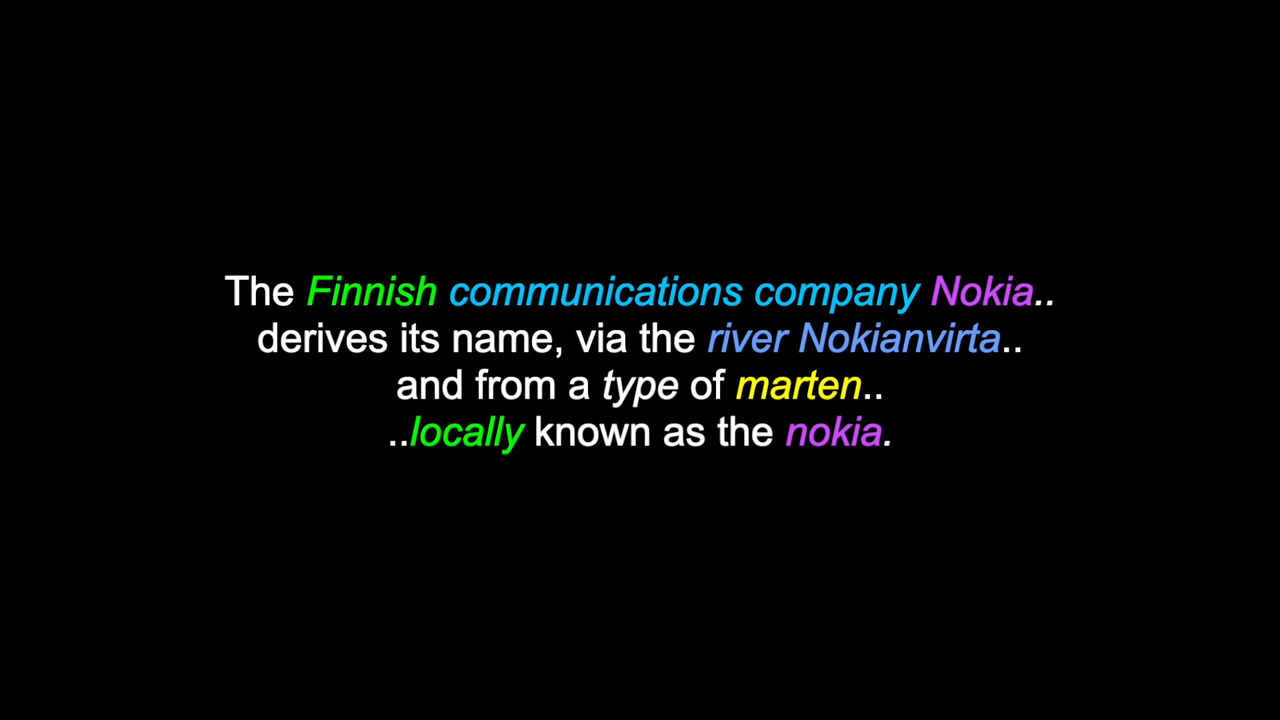 The Finnish communications company Nokia..
derives its name, via the river Nokianvirta..
and from a type of marten..
..locally known as the nokia.